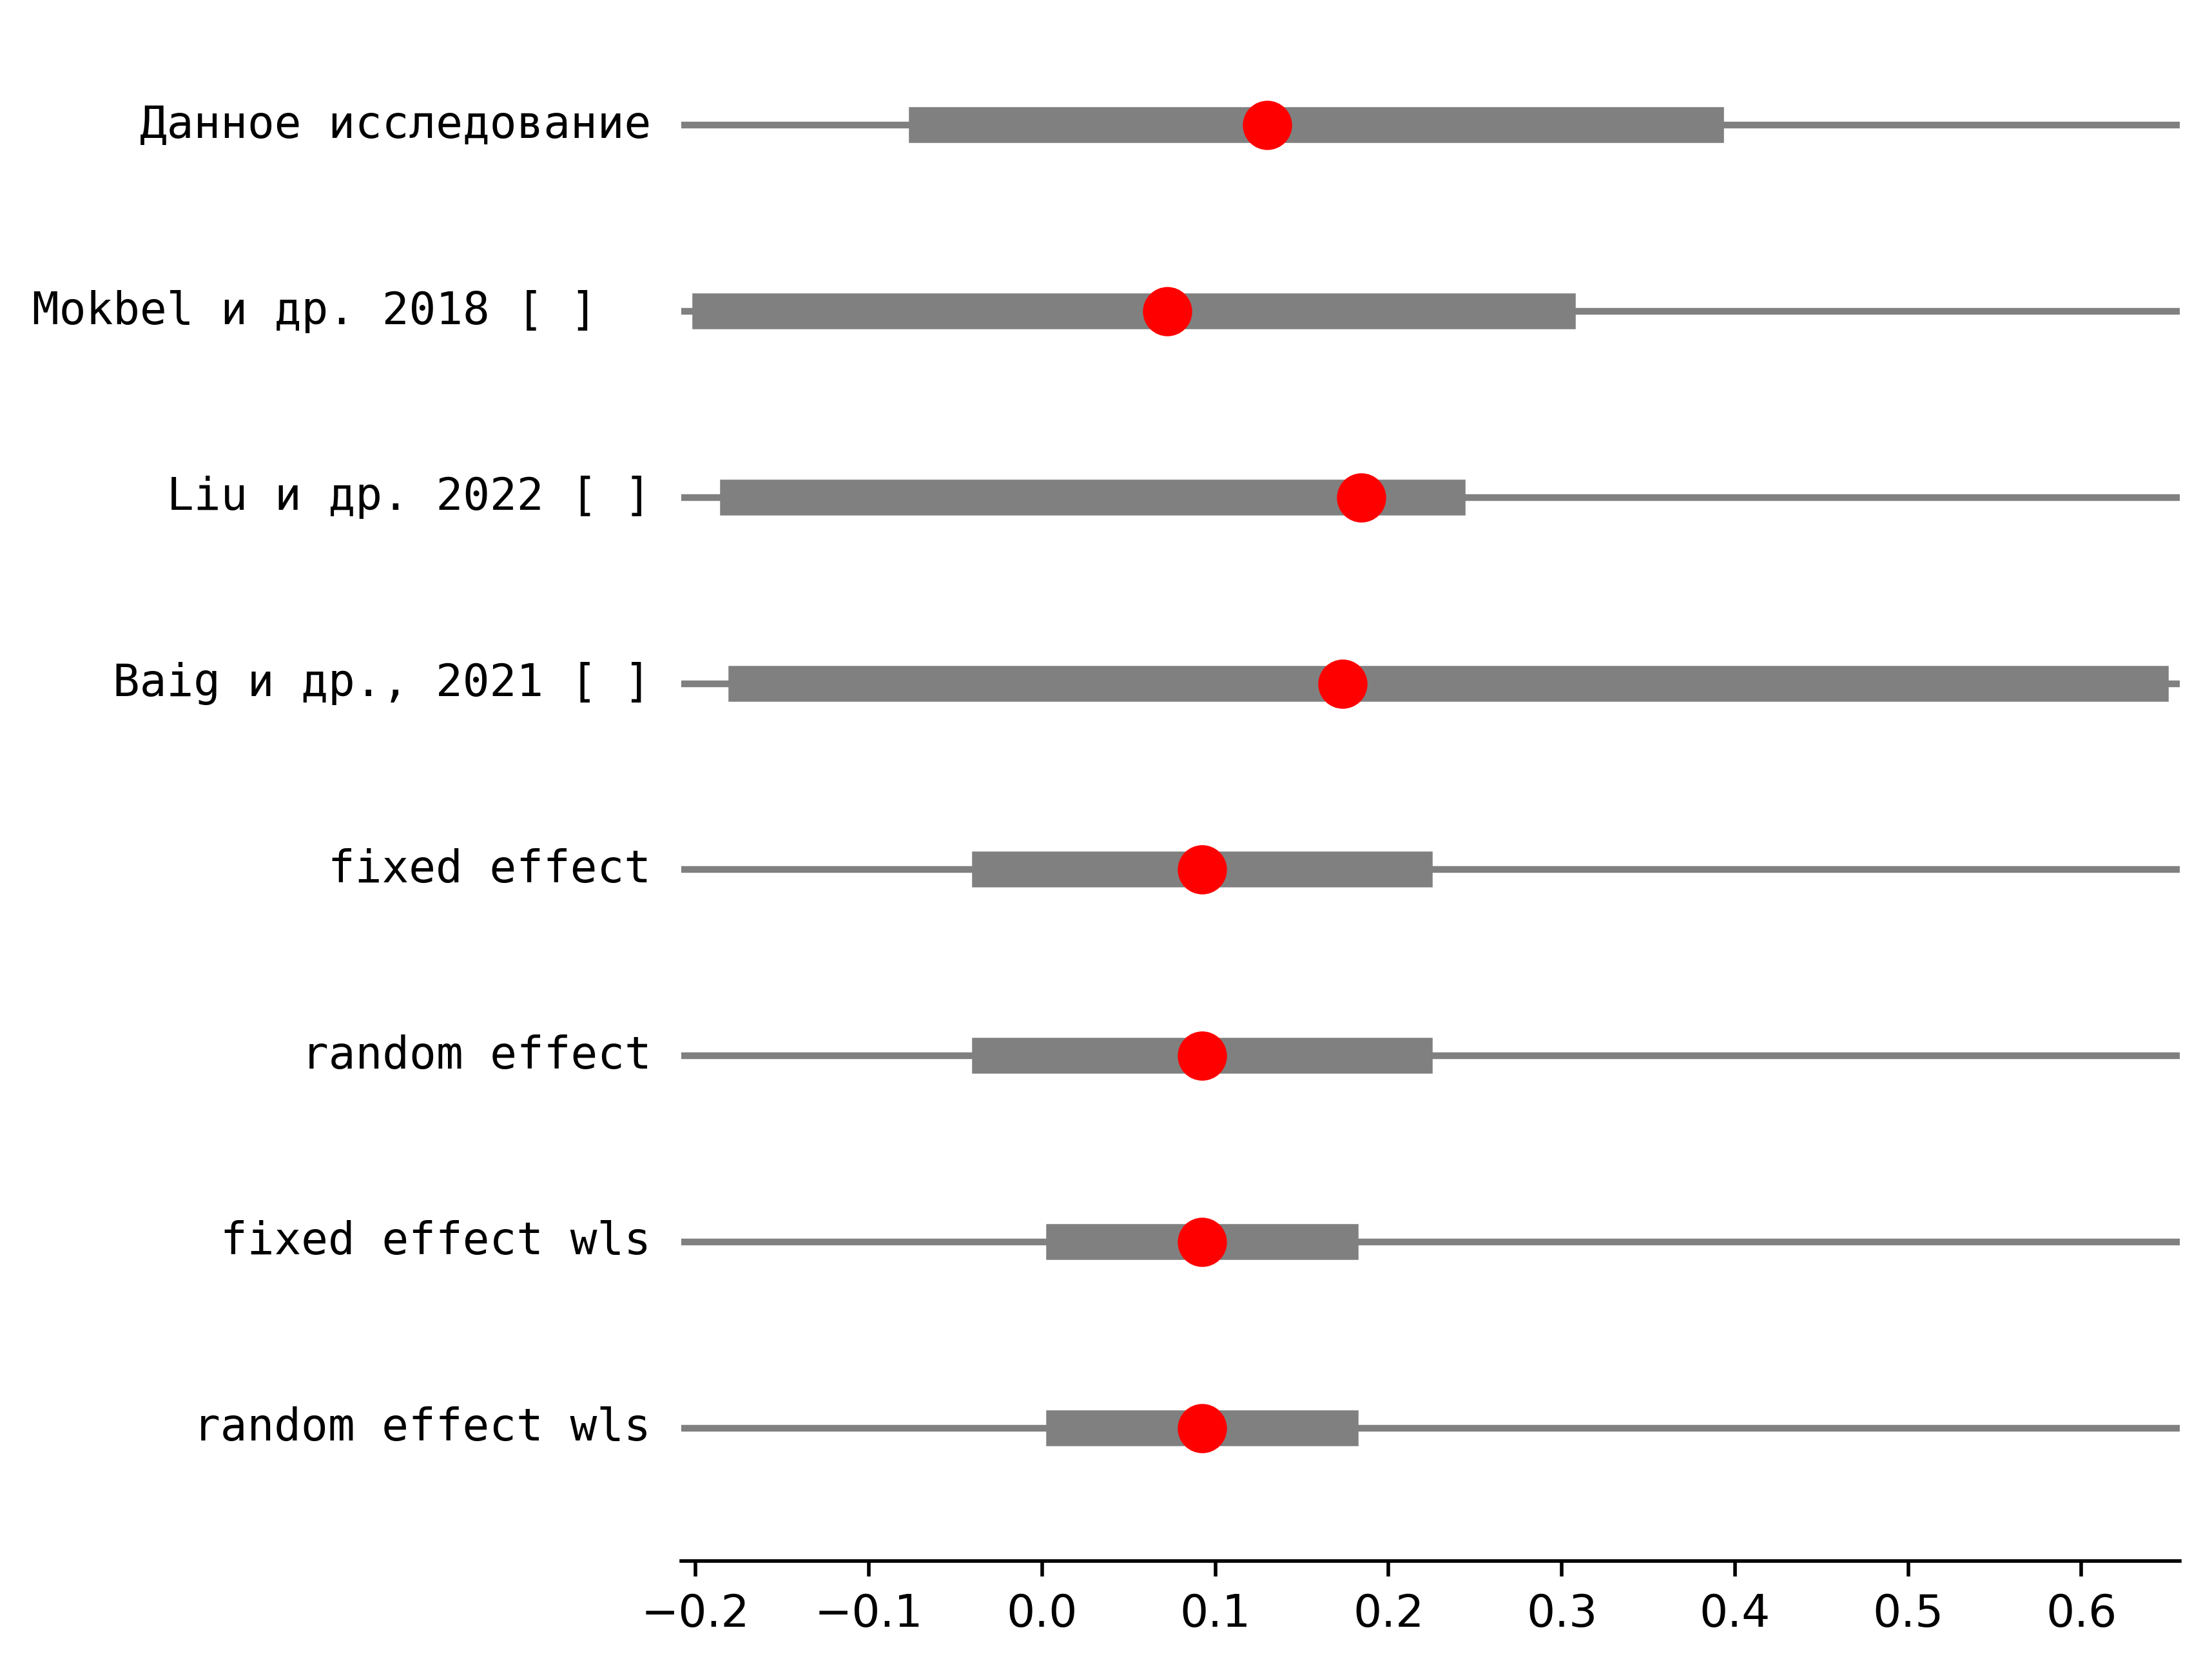 Данное исследование
Mokbel и др. 2018 [ ]
Liu и др. 2022 [ ]
Baig и др., 2021 [ ]
fixed effect
random effect
fixed effect wls
random effect wls
−0.2 −0.1 0.0 0.1 0.2 0.3 0.4 0.5 0.6